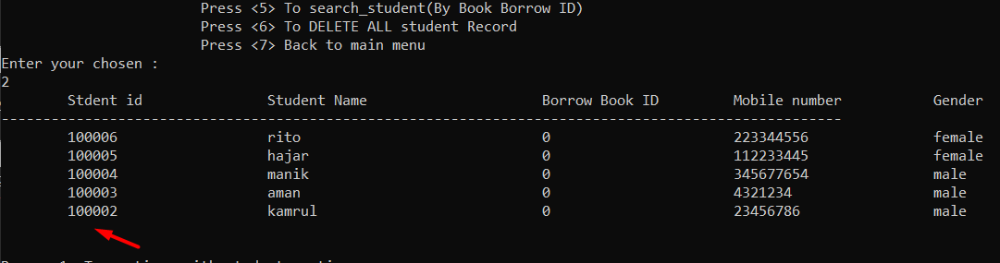 Press <5> To search_student(By Book Borrow ID)
Press <6> To DELETE ALL student Record
Press <7> Back to main menu
Enter your chosen :
2
Stdent id Student Name Borrow Book ID Mobile number Gender
-----------------------------------------------------------------------------------------------------
100006 rito 0 223344556 female
100005 hajar 0 112233445 female
100004 manik 0 345677654 male
100003 aman 0 4321234 male
100002 kamrul 0 23456786 male